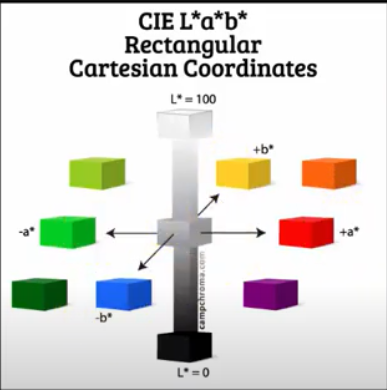 CIE L*a*b*
Rectangular
Cartesian Coordinates
L* = 100
+b*
-a*
+a*
campchroma.com
-b*
L* = 0